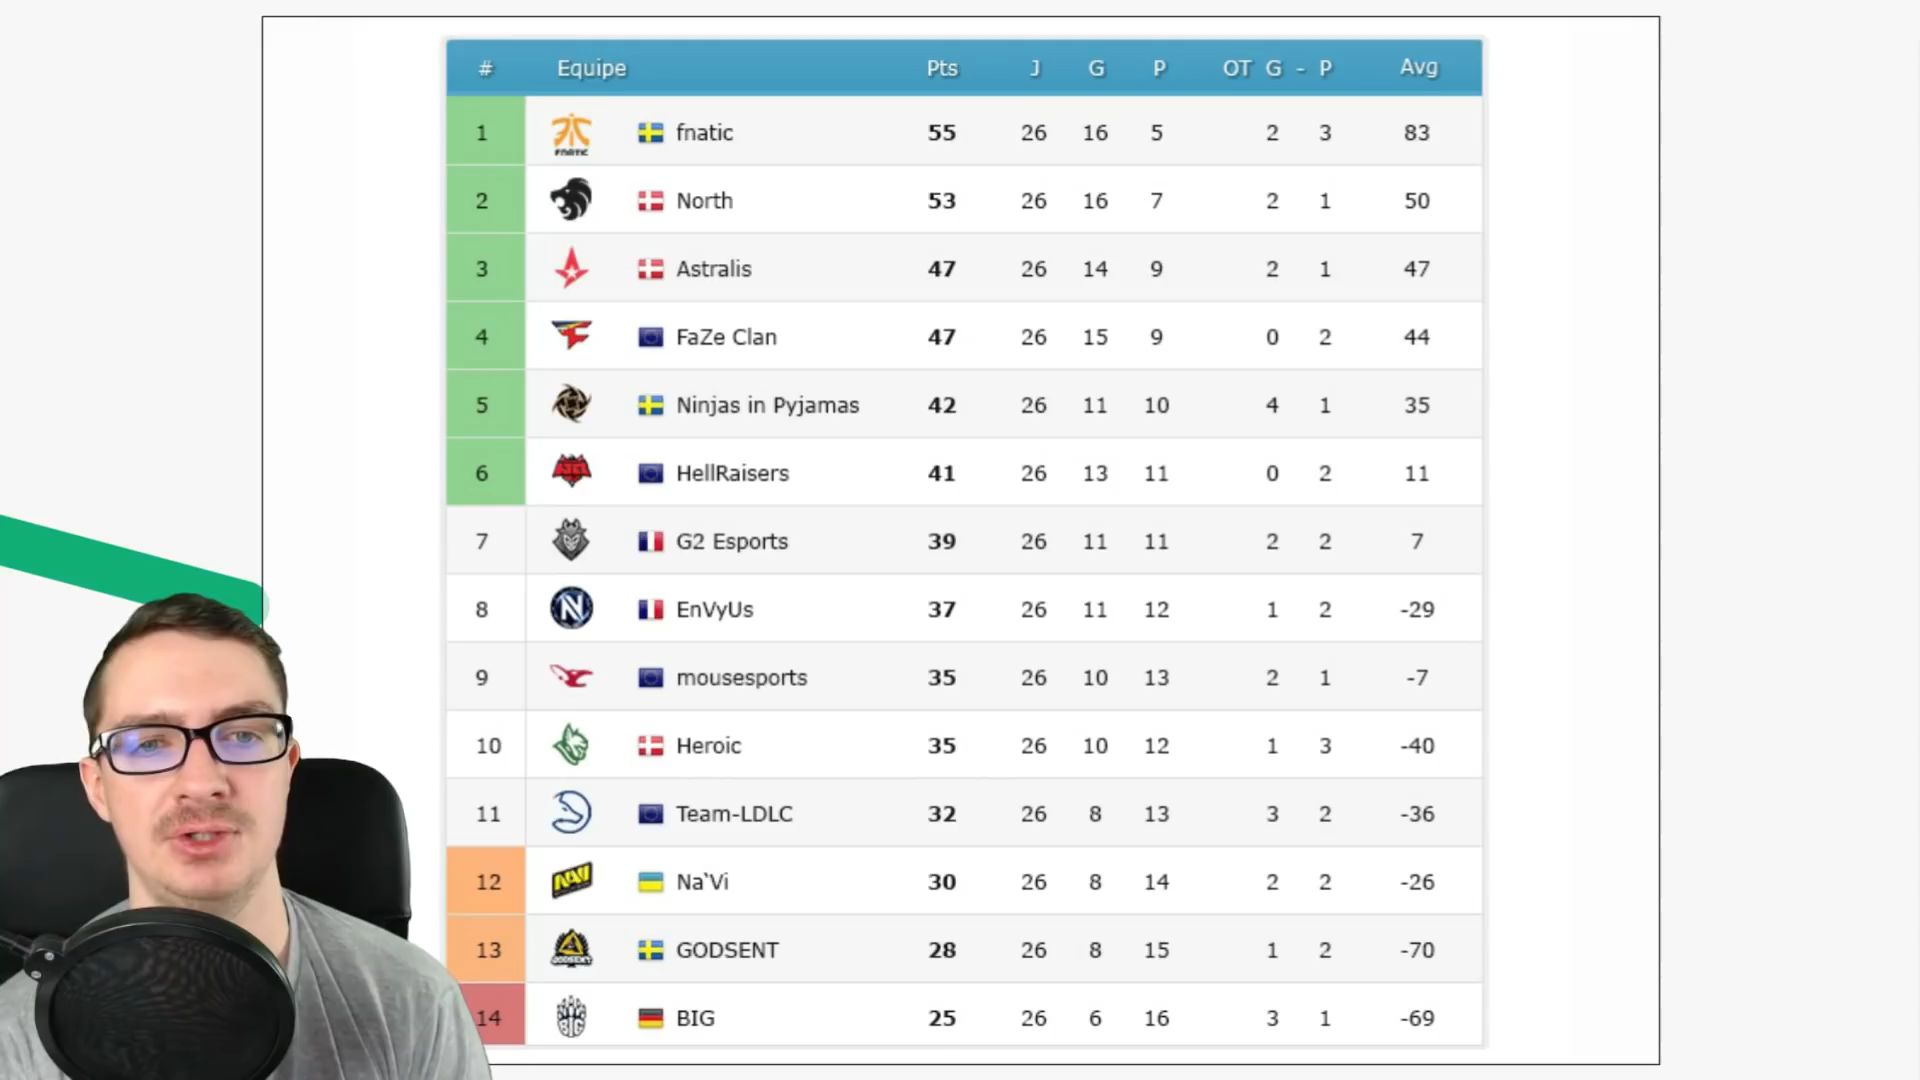 # Equipe Pts J G P OT G - P Avg
1 FNATIC fnatic 55 26 16 5 2 3 83
2 North 53 26 16 7 2 1 50
3 Astralis 47 26 14 9 2 1 47
4 FaZe Clan 47 26 15 9 0 2 44
5 Ninjas in Pyjamas 42 26 11 10 4 1 35
6 HellRaisers 41 26 13 11 0 2 11
7 G2 Esports 39 26 11 11 2 2 7
8 EnVyUs 37 26 11 12 1 2 -29
9 mousesports 35 26 10 13 2 1 -7
10 Heroic 35 26 10 12 1 3 -40
11 Team-LDLC 32 26 8 13 3 2 -36
12 NAVI Na`Vi 30 26 8 14 2 2 -26
13 GODSENT GODSENT 28 26 8 15 1 2 -70
14 BIG BIG 25 26 6 16 3 1 -69